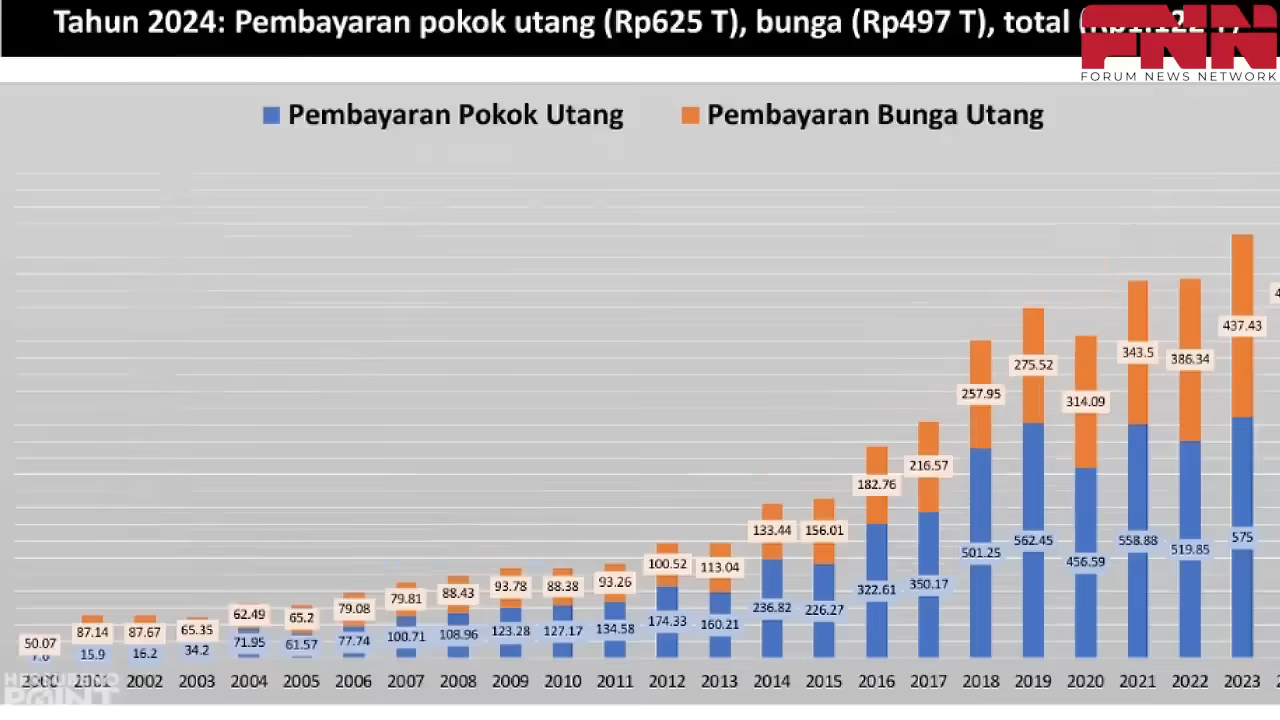 Tahun 2024: Pembayaran pokok utang (Rp625 T), bunga (Rp497 T), total
FNN
FORUM NEWS NETWORK
Pembayaran Pokok Utang Pembayaran Bunga Utang
50.07 87.14 87.67 65.35 62.49 65.2 79.08 79.81 88.43 93.78 88.38 93.26 100.52 113.04 133.44 156.01 182.76 216.57 257.95 275.52 314.09 343.5 386.34 437.43
15.9 16.2 34.2 71.95 61.57 77.74 100.71 108.96 123.28 127.17 134.58 174.33 160.21 236.82 226.27 322.61 350.17 501.25 562.45 456.59 558.88 519.85 575
2002 2003 2004 2005 2006 2007 2008 2009 2010 2011 2012 2013 2014 2015 2016 2017 2018 2019 2020 2021 2022 2023
POINT